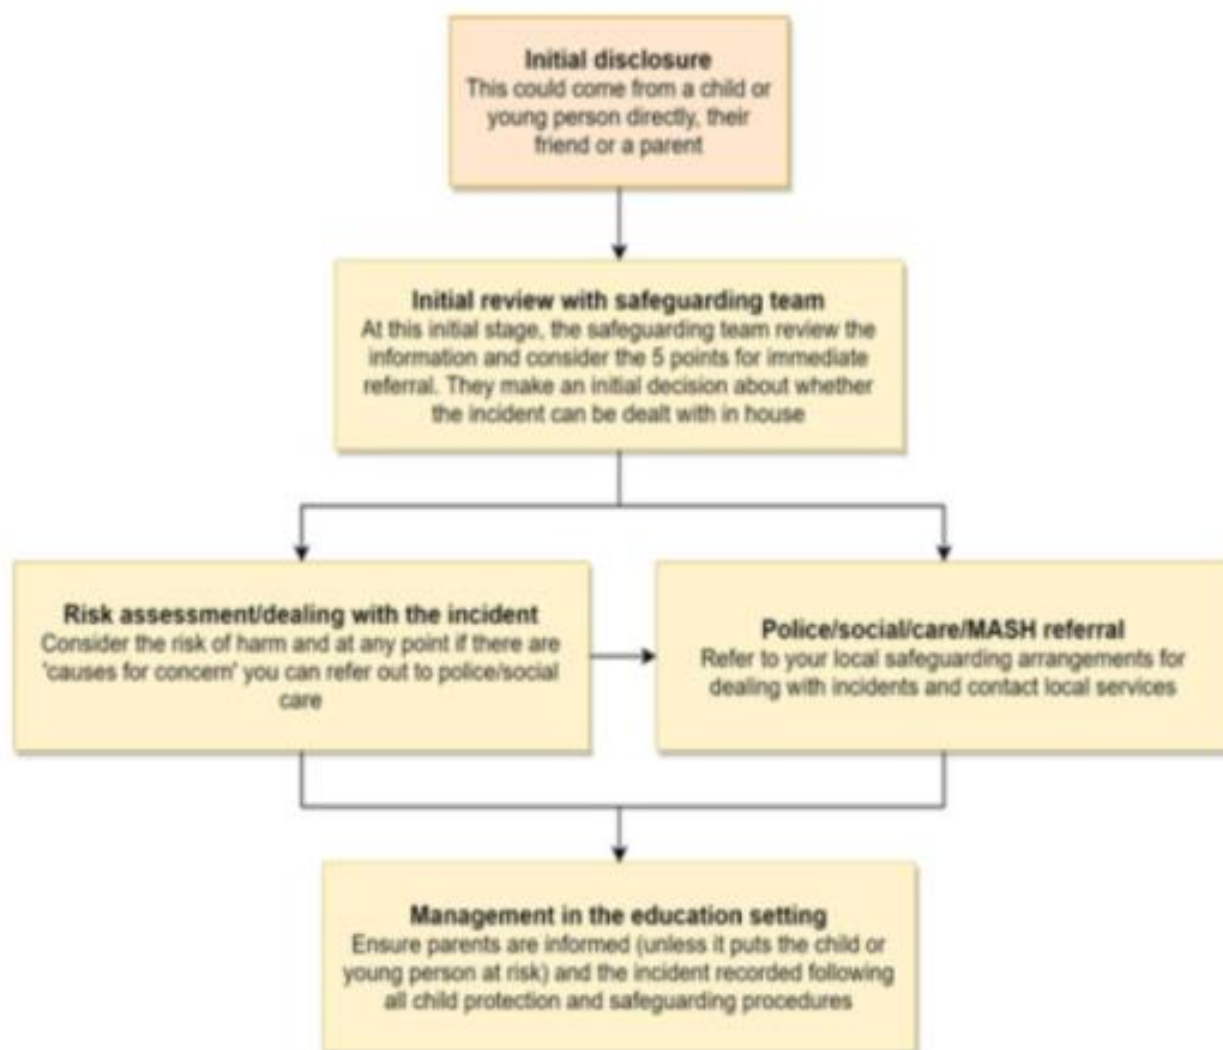 Initial disclosure
This could come from a child or
young person directly, their
friend or a parent
Initial review with safeguarding team
At this initial stage, the safeguarding team review the
information and consider the 5 points for immediate
referral. They make an initial decision about whether
the incident can be dealt with in house
Risk assessment/dealing with the incident
Consider the risk of harm and at any point if there are
'causes for concern' you can refer out to police/social
care
Police/social/care/MASH referral
Refer to your local safeguarding arrangements for
dealing with incidents and contact local services
Management in the education setting
Ensure parents are informed (unless it puts the child or
young person at risk) and the incident recorded following
all child protection and safeguarding procedures